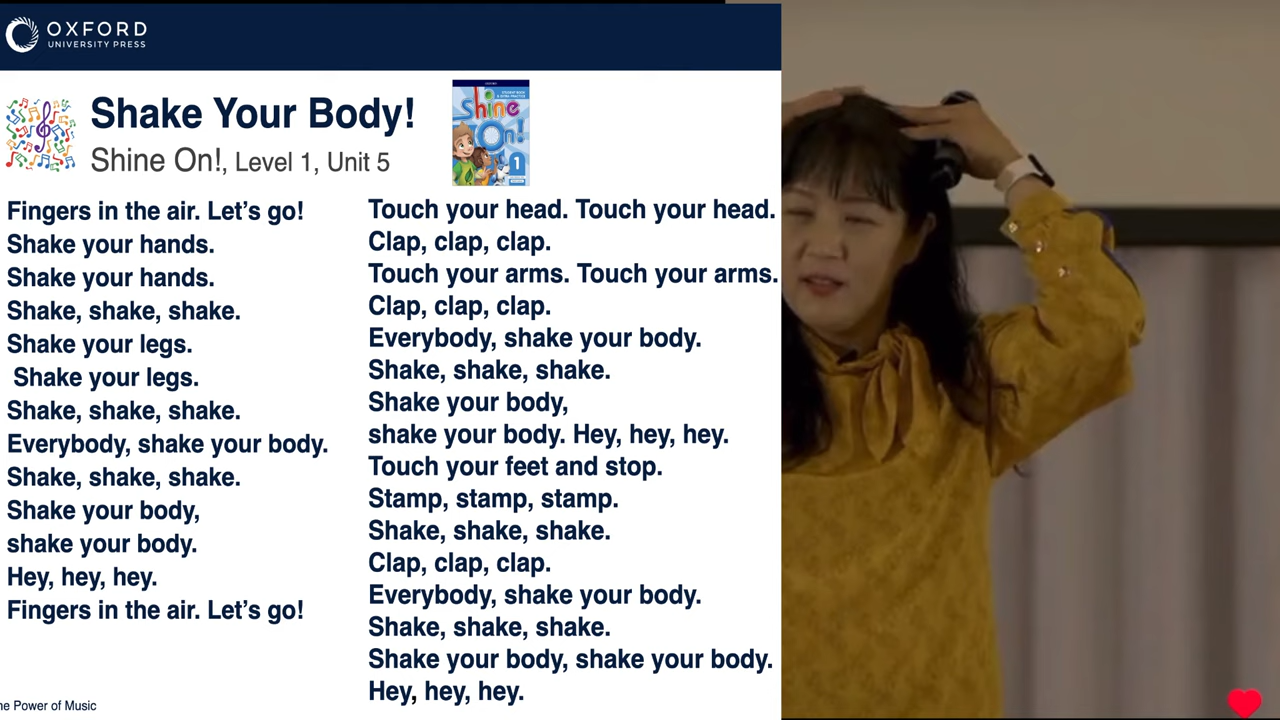 OXFORD
UNIVERSITY PRESS
Shake Your Body!
Shine On!, Level 1, Unit 5
Shine
On!
1
Fingers in the air. Let’s go!
Shake your hands.
Shake your hands.
Shake, shake, shake.
Shake your legs.
Shake your legs.
Shake, shake, shake.
Everybody, shake your body.
Shake, shake, shake.
Shake your body,
shake your body.
Hey, hey, hey.
Fingers in the air. Let’s go!
Touch your head. Touch your head.
Clap, clap, clap.
Touch your arms. Touch your arms.
Clap, clap, clap.
Everybody, shake your body.
Shake, shake, shake.
Shake your body,
shake your body. Hey, hey, hey.
Touch your feet and stop.
Stamp, stamp, stamp.
Shake, shake, shake.
Clap, clap, clap.
Everybody, shake your body.
Shake, shake, shake.
Shake your body, shake your body.
Hey, hey, hey.
he Power of Music